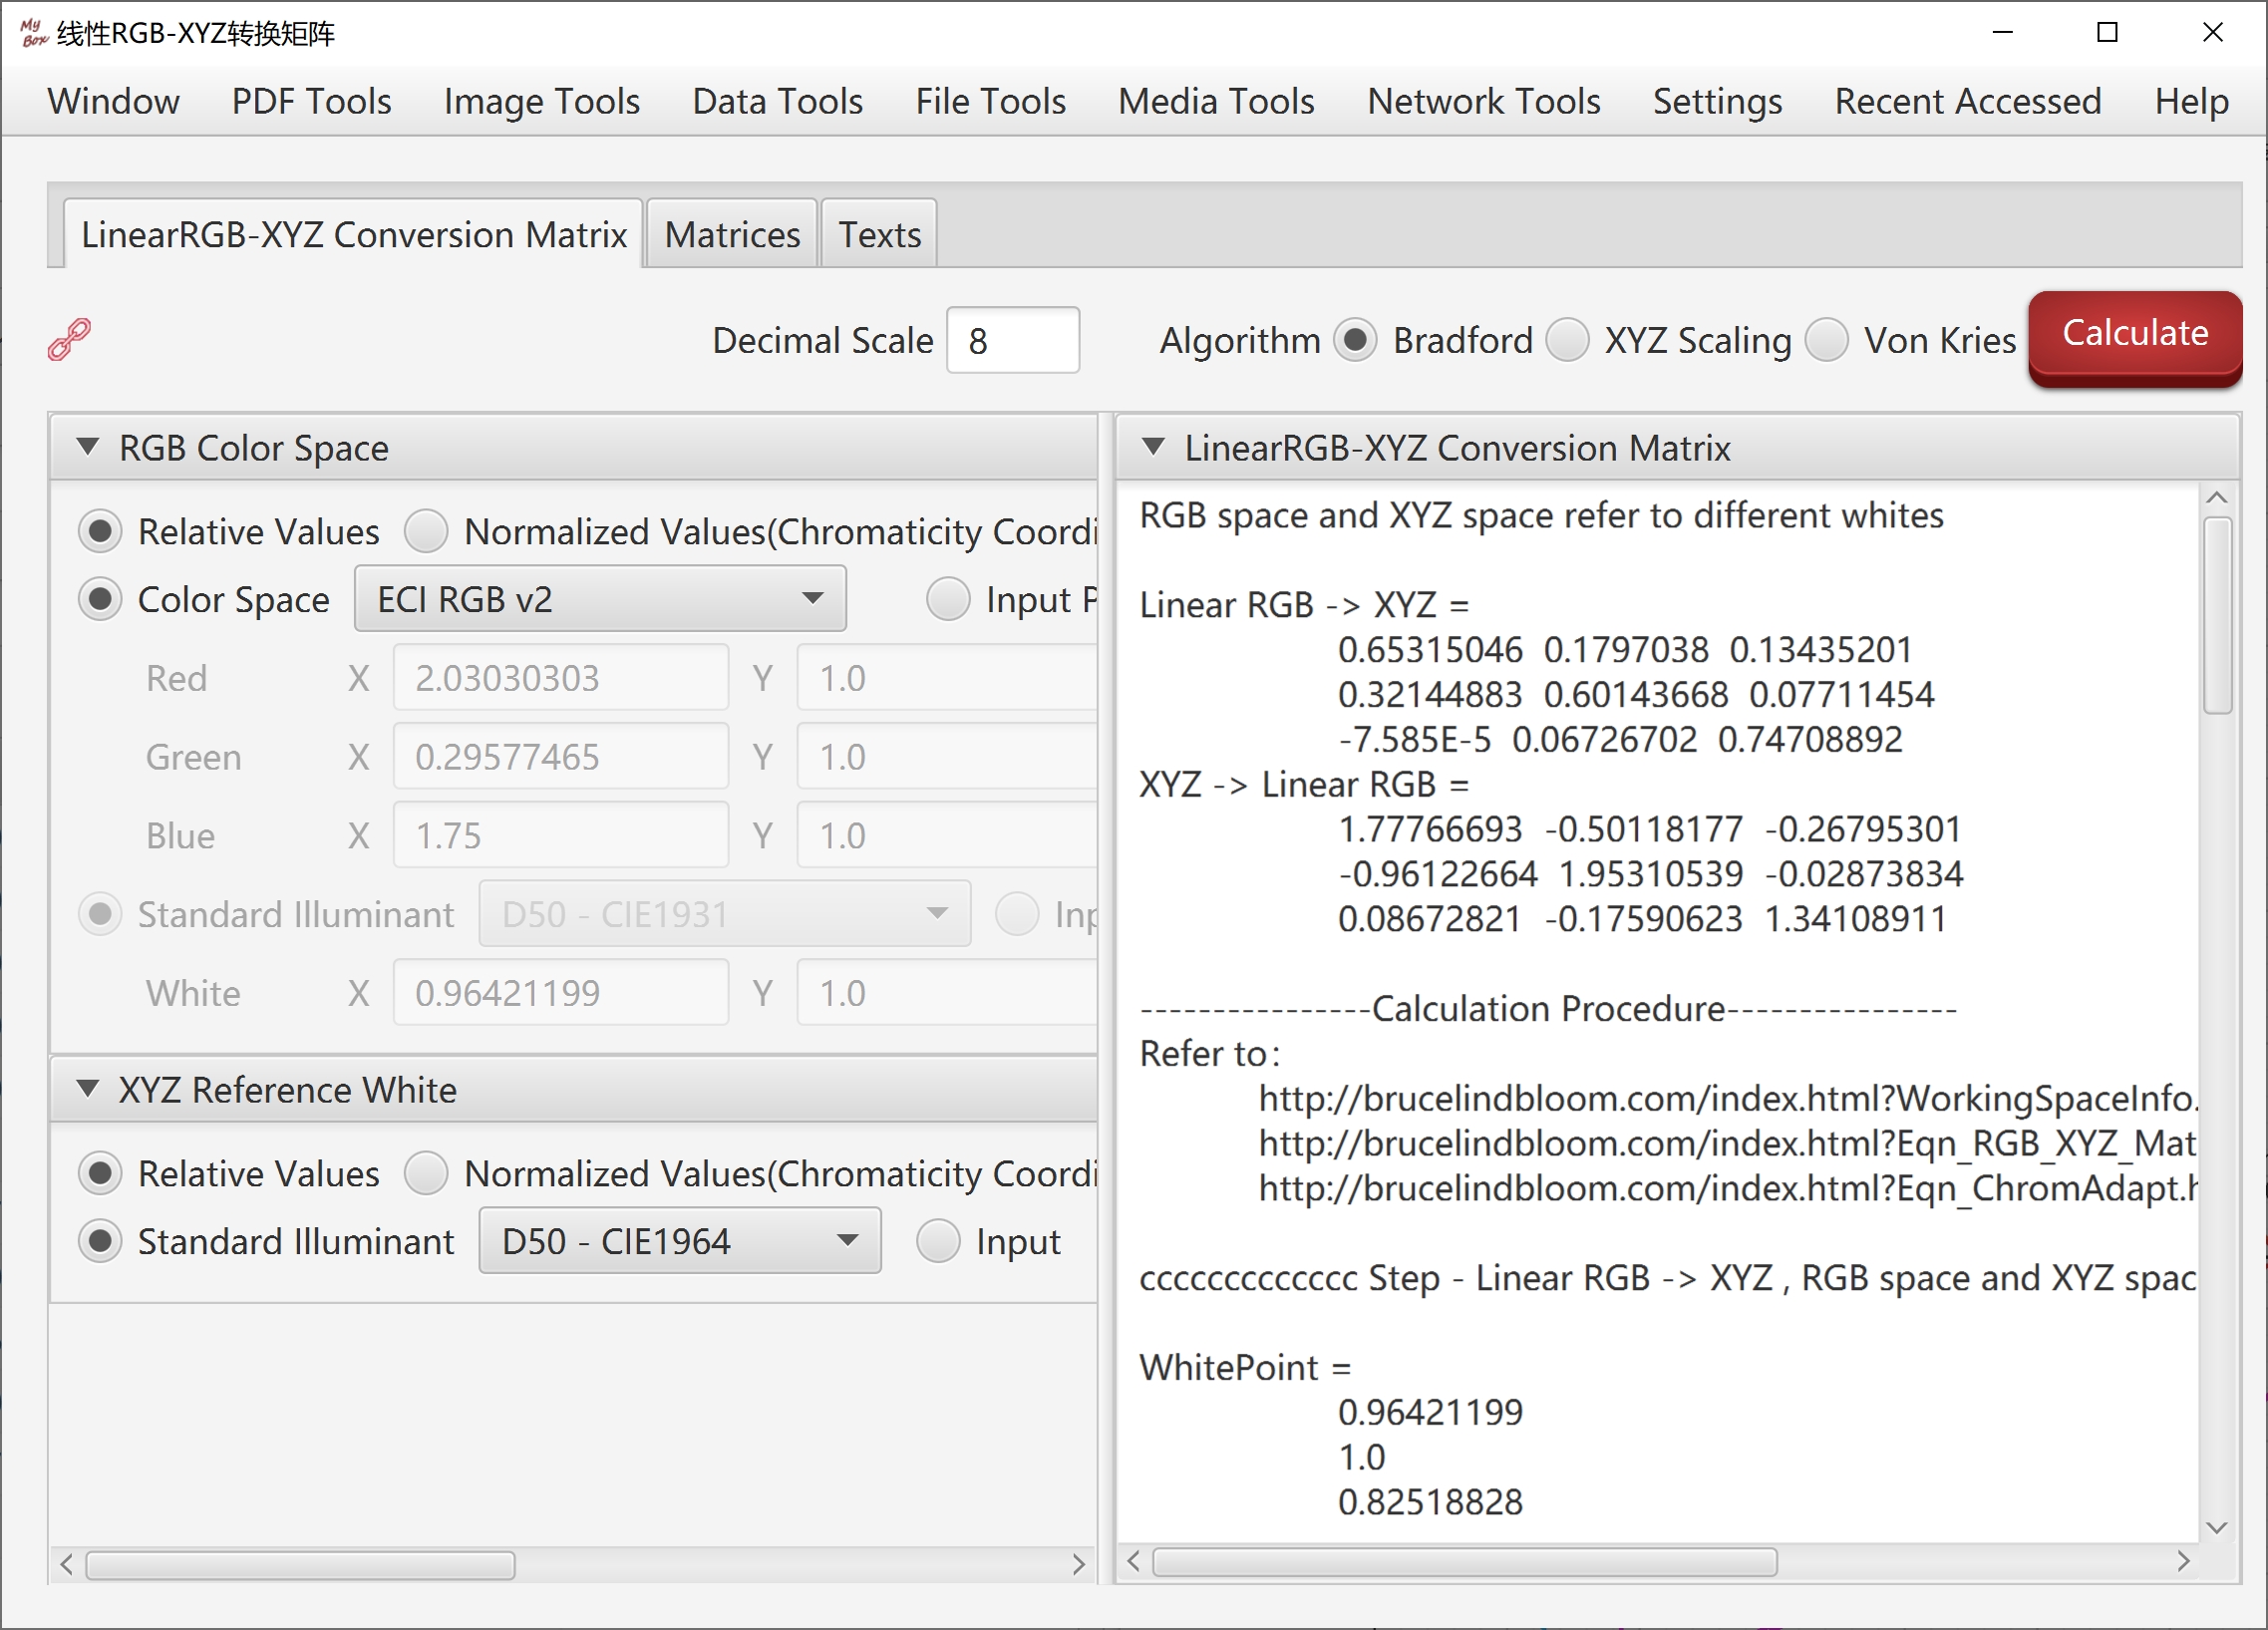 My Box 线性RGB-XYZ转换矩阵
Window PDF Tools Image Tools Data Tools File Tools Media Tools Network Tools Settings Recent Accessed Help
LinearRGB-XYZ Conversion Matrix Matrices Texts
Decimal Scale 8 Algorithm Bradford XYZ Scaling Von Kries Calculate
RGB Color Space
Relative Values Normalized Values(Chromaticity Coordi
Color Space ECI RGB v2 Input P
Red X 2.03030303 Y 1.0
Green X 0.29577465 Y 1.0
Blue X 1.75 Y 1.0
Standard Illuminant D50 - CIE1931 Inp
White X 0.96421199 Y 1.0
XYZ Reference White
Relative Values Normalized Values(Chromaticity Coordi
Standard Illuminant D50 - CIE1964 Input
LinearRGB-XYZ Conversion Matrix
RGB space and XYZ space refer to different whites
Linear RGB -> XYZ =
0.65315046 0.1797038 0.13435201
0.32144883 0.60143668 0.07711454
-7.585E-5 0.06726702 0.74708892
XYZ -> Linear RGB =
1.77766693 -0.50118177 -0.26795301
-0.96122664 1.95310539 -0.02873834
0.08672821 -0.17590623 1.34108911
----------------Calculation Procedure----------------
Refer to:
http://brucelindbloom.com/index.html?WorkingSpaceInfo.
http://brucelindbloom.com/index.html?Eqn_RGB_XYZ_Mat
http://brucelindbloom.com/index.html?Eqn_ChromAdapt.h
ccccccccccccc Step - Linear RGB -> XYZ , RGB space and XYZ spac
WhitePoint =
0.96421199
1.0
0.82518828